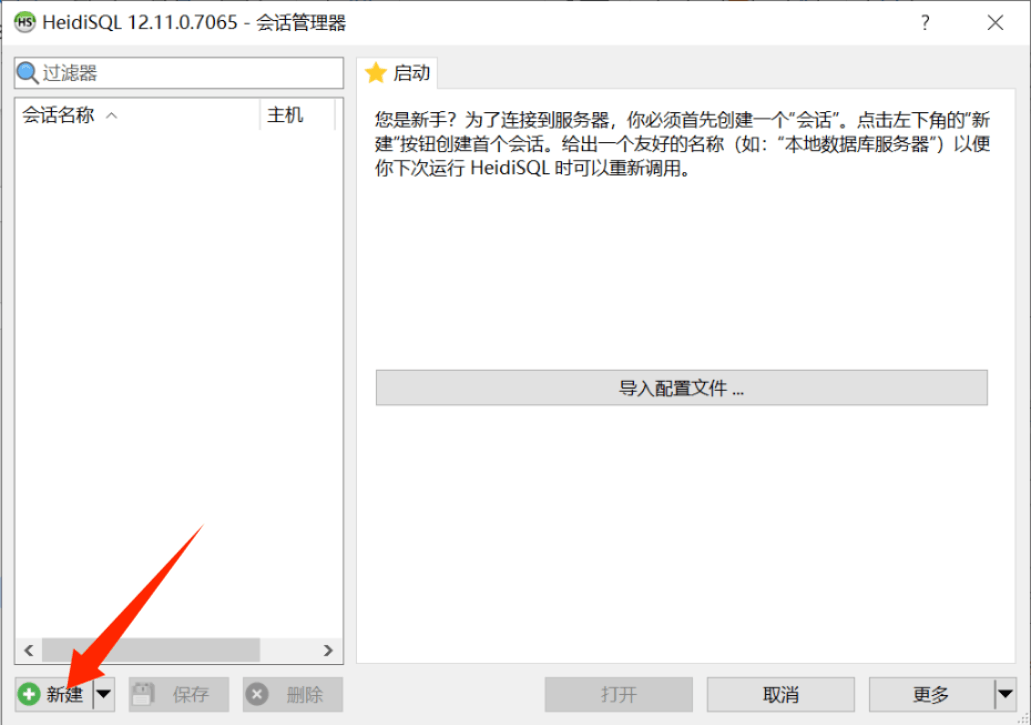 HeidiSQL 12.11.0.7065 - 会话管理器
?
过滤器
会话名称 主机
启动
您是新手？为了连接到服务器，你必须首先创建一个“会话”。点击左下角的“新
建”按钮创建首个会话。给出一个友好的名称（如：“本地数据库服务器”）以便
你下次运行 HeidiSQL 时可以重新调用。
导入配置文件 ...
新建 保存 删除 打开 取消 更多